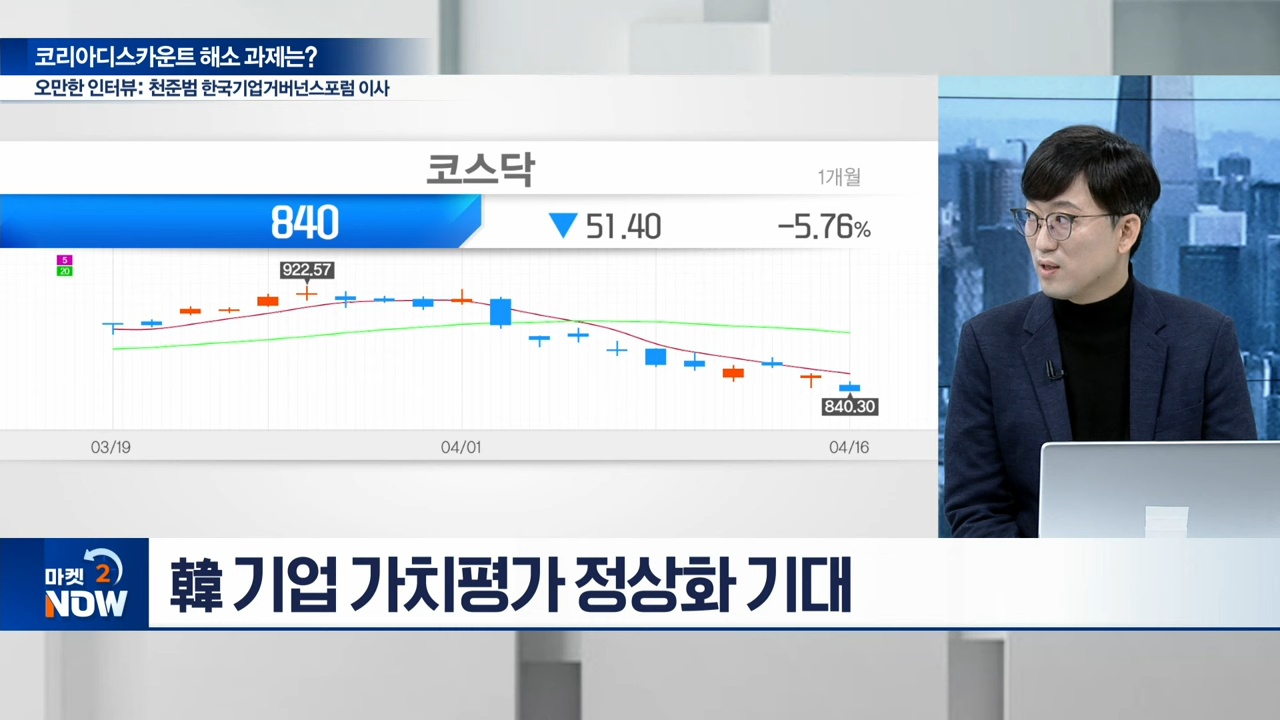 코리아디스카운트 해소 과제는?
오만한 인터뷰: 천준범 한국기업거버넌스포럼 이사
코스닥
1개월
840 ▼ 51.40 -5.76%
5
20
922.57
840.30
03/19 04/01 04/16
마켓 2
NOW
韓 기업 가치평가 정상화 기대